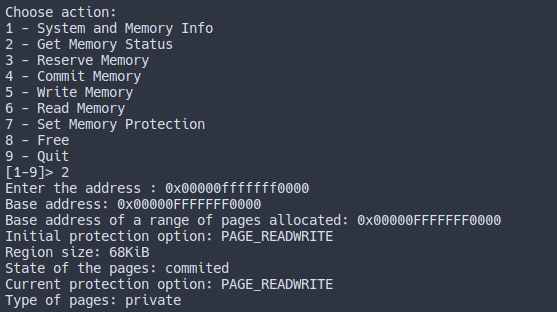 Choose action:
1 - System and Memory Info
2 - Get Memory Status
3 - Reserve Memory
4 - Commit Memory
5 - Write Memory
6 - Read Memory
7 - Set Memory Protection
8 - Free
9 - Quit
[1-9]> 2
Enter the address : 0x00000fffffff0000
Base address: 0x00000FFFFFFF0000
Base address of a range of pages allocated: 0x00000FFFFFFF0000
Initial protection option: PAGE_READWRITE
Region size: 68KiB
State of the pages: commited
Current protection option: PAGE_READWRITE
Type of pages: private